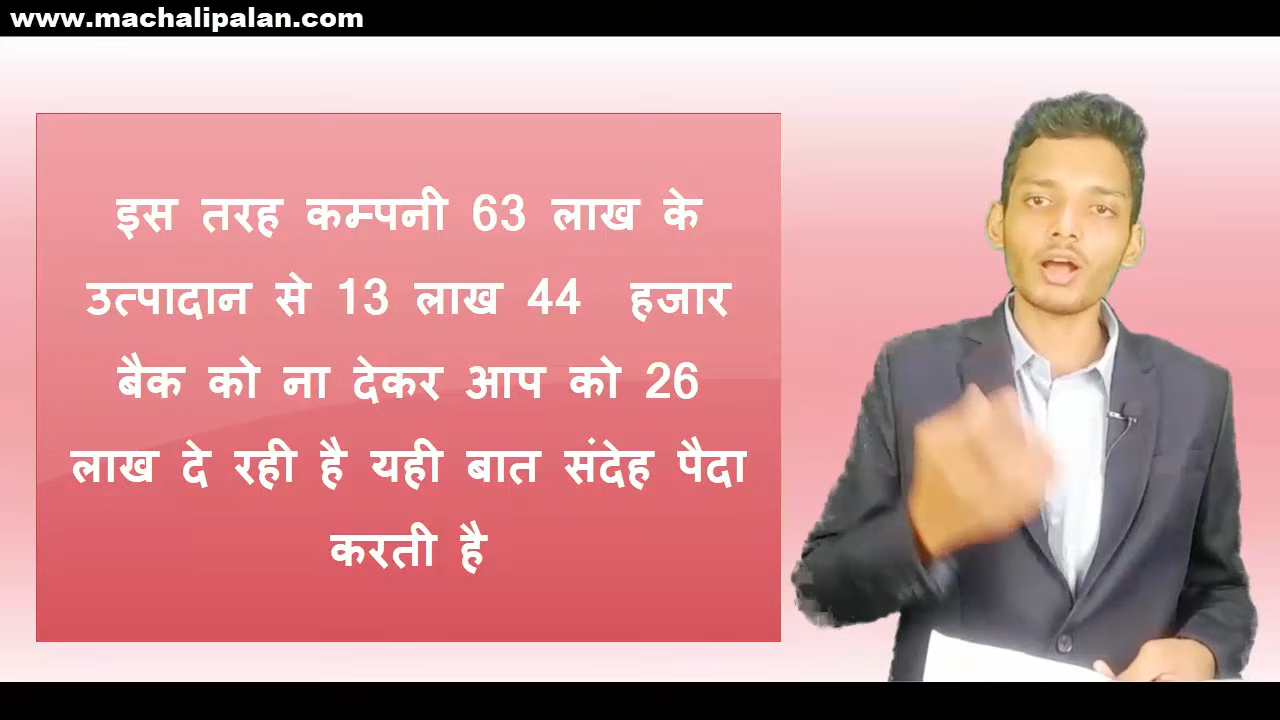 www.machalipalan.com
इस तरह कम्पनी 63 लाख के
उत्पादान से 13 लाख 44 हजार
बैक को ना देकर आप को 26
लाख दे रही है यही बात संदेह पैदा
करती है